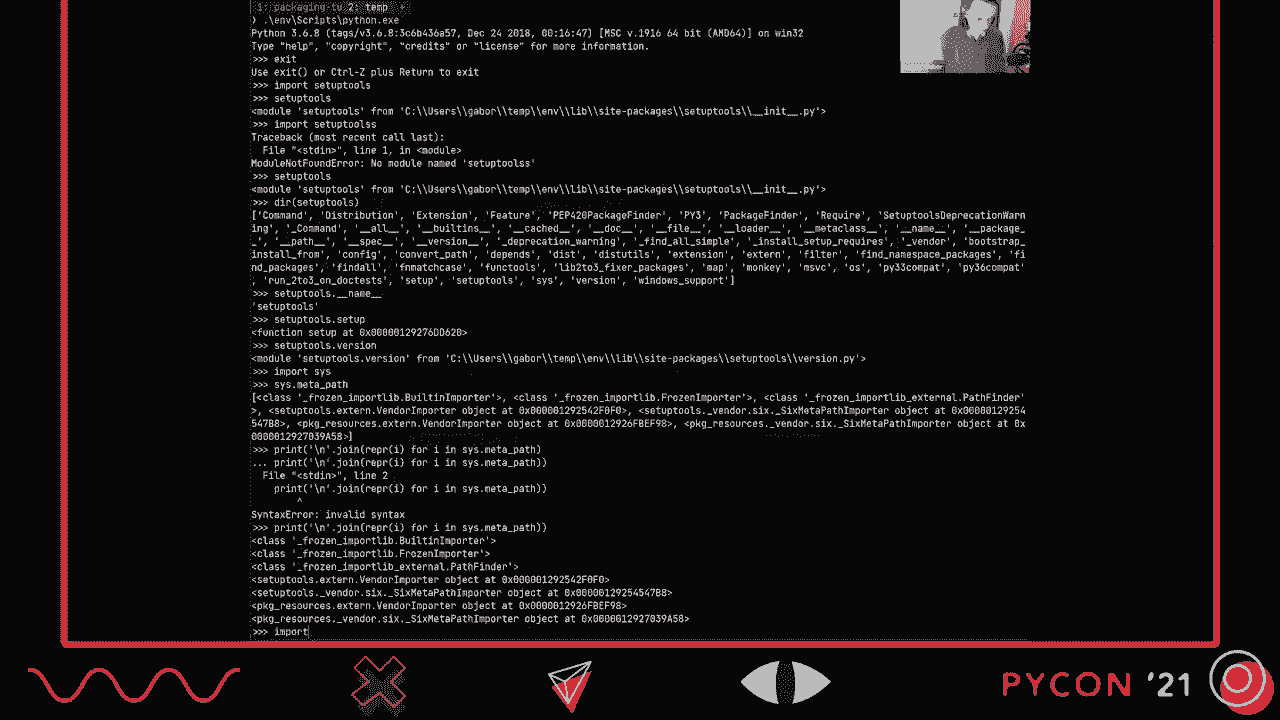 1: packaging-tu 2: temp
❯ .\env\Scripts\python.exe
Python 3.6.8 (tags/v3.6.8:3c6b436a57, Dec 24 2018, 00:16:47) [MSC v.1916 64 bit (AMD64)] on win32
Type "help", "copyright", "credits" or "license" for more information.
>>> exit
Use exit() or Ctrl-Z plus Return to exit
>>> import setuptools
>>> setuptools
<module 'setuptools' from 'C:\\Users\\gabor\\temp\\env\\lib\\site-packages\\setuptools\\__init__.py'>
>>> import setuptoolss
Traceback (most recent call last):
  File "<stdin>", line 1, in <module>
ModuleNotFoundError: No module named 'setuptoolss'
>>> setuptools
<module 'setuptools' from 'C:\\Users\\gabor\\temp\\env\\lib\\site-packages\\setuptools\\__init__.py'>
>>> dir(setuptools)
['Command', 'Distribution', 'Extension', 'Feature', 'PEP420PackageFinder', 'PY3', 'PackageFinder', 'Require', 'SetuptoolsDeprecationWarn
ing', '_Command', '__all__', '__builtins__', '__cached__', '__doc__', '__file__', '__loader__', '__metaclass__', '__name__', '__package_
_', '__path__', '__spec__', '__version__', '_deprecation_warning', '_find_all_simple', '_install_setup_requires', '_vendor', 'bootstrap_
install_from', 'config', 'convert_path', 'depends', 'dist', 'distutils', 'extension', 'extern', 'filter', 'find_namespace_packages', 'fi
nd_packages', 'findall', 'fnmatchcase', 'functools', 'lib2to3_fixer_packages', 'map', 'monkey', 'msvc', 'os', 'py33compat', 'py36compat'
, 'run_2to3_on_doctests', 'setup', 'setuptools', 'sys', 'version', 'windows_support']
>>> setuptools.__name__
'setuptools'
>>> setuptools.setup
<function setup at 0x00000129276DD620>
>>> setuptools.version
<module 'setuptools.version' from 'C:\\Users\\gabor\\temp\\env\\lib\\site-packages\\setuptools\\version.py'>
>>> import sys
>>> sys.meta_path
[<class '_frozen_importlib.BuiltinImporter'>, <class '_frozen_importlib.FrozenImporter'>, <class '_frozen_importlib_external.PathFinder'
>, <setuptools.extern.VendorImporter object at 0x000001292542F0F0>, <setuptools._vendor.six._SixMetaPathImporter object at 0x00000129254
547B8>, <pkg_resources.extern.VendorImporter object at 0x0000012926FBEF98>, <pkg_resources._vendor.six._SixMetaPathImporter object at 0x
0000012927039A58>]
>>> print('\n'.join(repr(i) for i in sys.meta_path)
... print('\n'.join(repr(i) for i in sys.meta_path))
  File "<stdin>", line 2
    print('\n'.join(repr(i) for i in sys.meta_path))
        ^
SyntaxError: invalid syntax
>>> print('\n'.join(repr(i) for i in sys.meta_path))
<class '_frozen_importlib.BuiltinImporter'>
<class '_frozen_importlib.FrozenImporter'>
<class '_frozen_importlib_external.PathFinder'>
<setuptools.extern.VendorImporter object at 0x000001292542F0F0>
<setuptools._vendor.six._SixMetaPathImporter object at 0x00000129254547B8>
<pkg_resources.extern.VendorImporter object at 0x0000012926FBEF98>
<pkg_resources._vendor.six._SixMetaPathImporter object at 0x0000012927039A58>
>>> import
PYCON '21